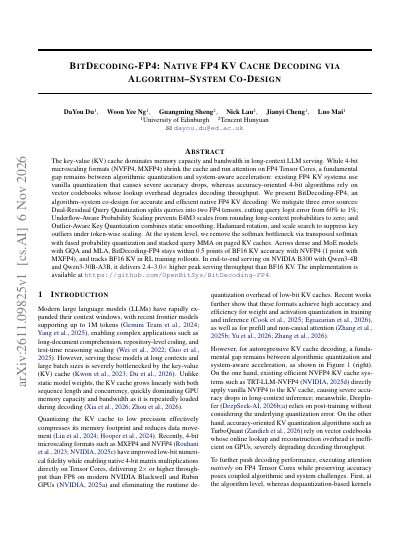 BITDECODING-FP4: NATIVE FP4 KV CACHE DECODING VIA
ALGORITHM–SYSTEM CO-DESIGN
DaYou Du¹, Woon Yee Ng¹, Guangming Sheng², Nick Lau², Jianyi Cheng¹, Luo Mai¹
¹University of Edinburgh ²Tencent Hunyuan
✉ dayou.du@ed.ac.uk
ABSTRACT
The key-value (KV) cache dominates memory capacity and bandwidth in long-context LLM serving. While 4-bit
microscaling formats (NVFP4, MXFP4) shrink the cache and run attention on FP4 Tensor Cores, a fundamental
gap remains between algorithmic quantization and system acceleration: existing FP4 KV systems use
vanilla quantization that causes severe accuracy drops, whereas accuracy-oriented 4-bit algorithms rely on
vector codebooks whose lookup overhead degrades decoding throughput. We present BitDecoding-FP4, an
algorithm–system co-design for accurate and efficient native FP4 KV decoding. We mitigate three error sources:
Dual-Residual Query Quantization splits queries into two FP4 tensors, cutting query logit error from 60% to 1%;
Underflow-Aware Probability Scaling prevents E4M3 scales from rounding long-context probabilities to zero; and
Outlier-Aware Key Quantization combines static smoothing, Hadamard rotation, and scale search to suppress key
outliers under token-wise scaling. At the system level, we remove the softmax bottleneck via transposed softmax
with fused probability quantization and stacked query MMA on paged KV caches. Across dense and MoE models
with GQA and MLA, BitDecoding-FP4 stays within 0.5 points of BF16 KV accuracy with NVFP4 (1 point with
MXFP4), and tracks BF16 KV in RL training rollouts. In end-to-end serving on NVIDIA B300 with Qwen3-4B
and Qwen3-30B-A3B, it delivers 2.4–3.0× higher peak serving throughput than BF16 KV. The implementation is
available at https://github.com/OpenBitSys/BitDecoding-FP4.
1 INTRODUCTION
Modern large language models (LLMs) have rapidly expanded
their context windows, with recent frontier models
supporting up to 1M tokens (Gemini Team et al., 2024;
Yang et al., 2025), enabling complex applications such as
long-document comprehension, repository-level coding, and
test-time reasoning scaling (Wei et al., 2022; Guo et al.,
2025). However, serving these models at long contexts and
large batch sizes is severely bottlenecked by the key-value
(KV) cache (Kwon et al., 2023; Du et al., 2026). Unlike
static model weights, the KV cache grows linearly with both
sequence length and concurrency, quickly dominating GPU
memory capacity and bandwidth as it is repeatedly loaded
during decoding (Xia et al., 2026; Zhou et al., 2026).
Quantizing the KV cache to low precision effectively
compresses its memory footprint and reduces data movement
(Liu et al., 2024; Hooper et al., 2024). Recently, 4-bit
microscaling formats such as MXFP4 and NVFP4 (Rouhani
et al., 2023; NVIDIA, 2025c) have improved low-bit numerical
fidelity while enabling native 4-bit matrix multiplications
directly on Tensor Cores, delivering 2× or higher throughput
than FP8 on modern NVIDIA Blackwell and Rubin
GPUs (NVIDIA, 2025a) and eliminating the runtime de-
quantization overhead of low-bit KV caches. Recent works
further show that these formats achieve high accuracy and
efficiency for weight and activation quantization in training
and inference (Cook et al., 2025; Egiazarian et al., 2026),
as well as for prefill and non-causal attention (Zhang et al.,
2025b; Yu et al., 2026; Zhang et al., 2026).
However, for autoregressive KV cache decoding, a fundamental
gap remains between algorithmic quantization and
system-aware acceleration, as shown in Figure 1 (right).
On the one hand, existing efficient NVFP4 KV cache systems
such as TRT-LLM-NVFP4 (NVIDIA, 2025d) directly
apply vanilla NVFP4 to the KV cache, causing severe accuracy
drops in long-context inference; meanwhile, DeepInfer
(DeepSeek-AI, 2026b;a) relies on post-training without
considering the underlying quantization error. On the other
hand, accuracy-oriented KV quantization algorithms such as
TurboQuant (Zandieh et al., 2026) rely on vector codebooks
whose online lookup and reconstruction overhead is inefficient
on GPUs, severely degrading decoding throughput.
To further push decoding performance, executing attention
natively on FP4 Tensor Cores while preserving accuracy
poses coupled algorithmic and system challenges. First, at
the algorithm level, whereas dequantization-based kernels
arXiv:2611.09825v1 [cs.AI] 6 Nov 2026